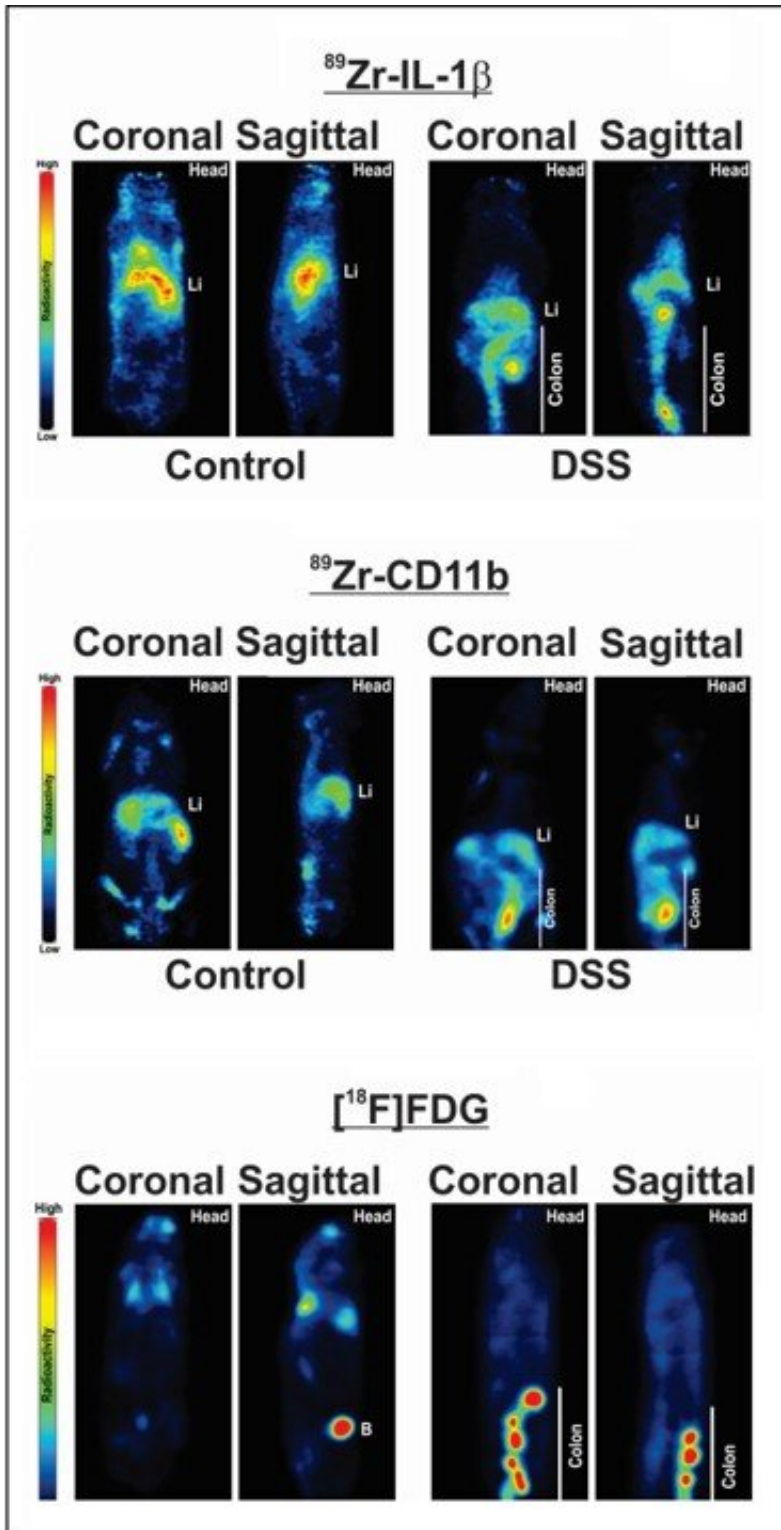 ⁸⁹Zr-IL-1β
Coronal Sagittal Coronal Sagittal
High
Radioactivity
Low
Head Head Head Head
Li Li Li Li
Colon Colon
Control DSS
⁸⁹Zr-CD11b
Coronal Sagittal Coronal Sagittal
High
Radioactivity
Low
Head Head Head Head
Li Li Li Li
Colon Colon
Control DSS
[¹⁸F]FDG
Coronal Sagittal Coronal Sagittal
High
Radioactivity
Low
Head Head Head Head
B
Colon Colon